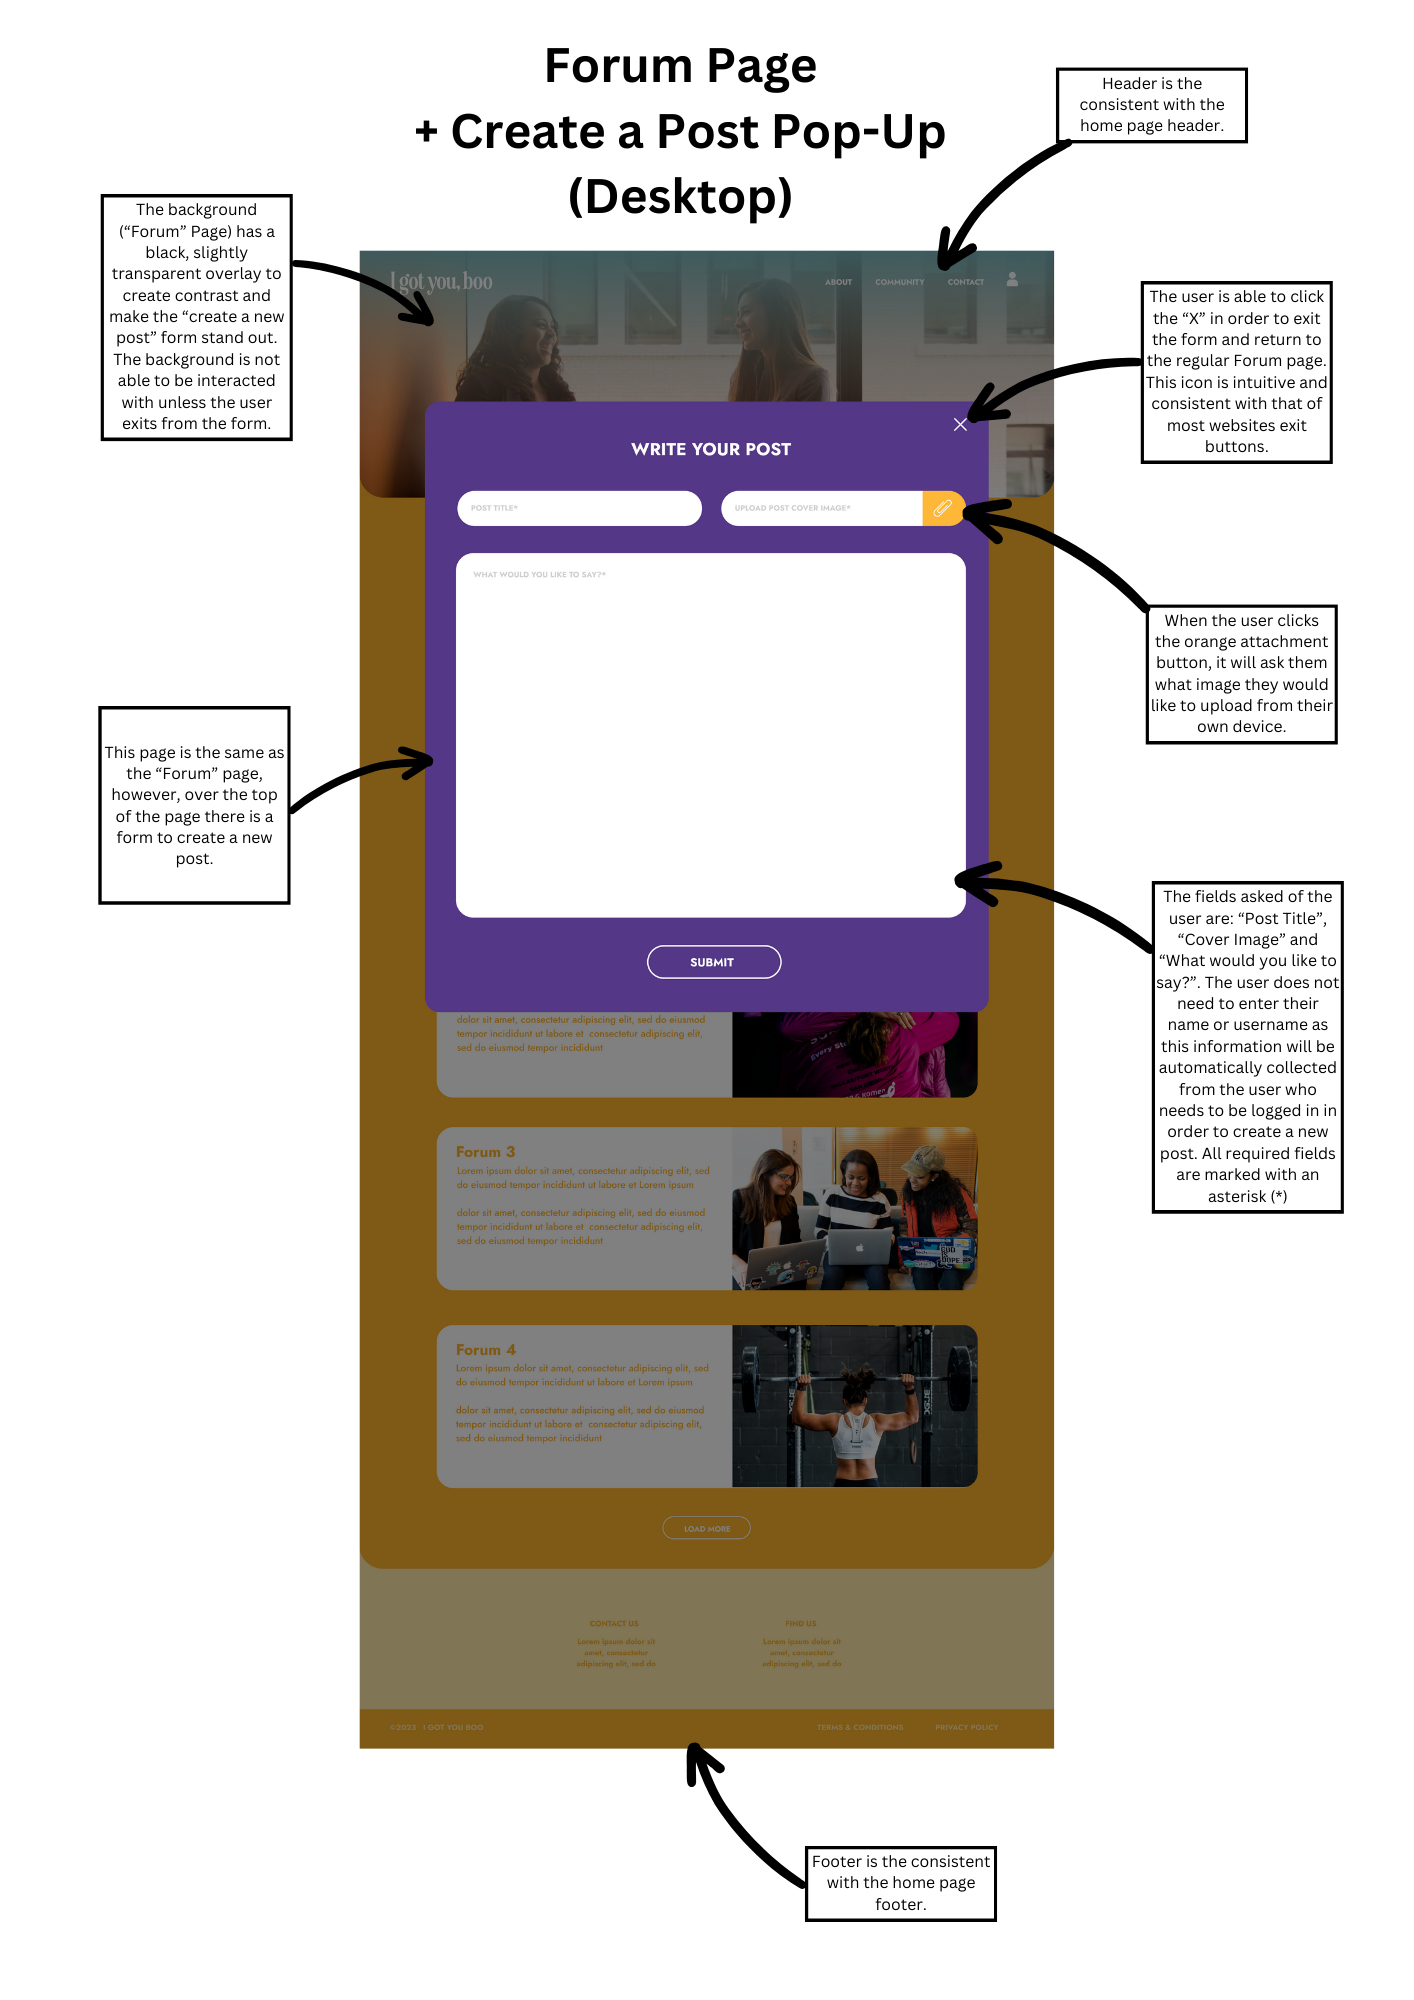 Forum Page
+ Create a Post Pop-Up
(Desktop)
Header is the
consistent with the
home page header.
The background
(“Forum” Page) has a
black, slightly
transparent overlay to
create contrast and
make the “create a new
post” form stand out.
The background is not
able to be interacted
with unless the user
exits from the form.
I got you, boo
ABOUT COMMUNITY CONTACT
The user is able to click
the “X” in order to exit
the form and return to
the regular Forum page.
This icon is intuitive and
consistent with that of
most websites exit
buttons.
WRITE YOUR POST
POST TITLE*
UPLOAD POST COVER IMAGE*
WHAT WOULD YOU LIKE TO SAY?*
When the user clicks
the orange attachment
button, it will ask them
what image they would
like to upload from their
own device.
This page is the same as
the “Forum” page,
however, over the top
of the page there is a
form to create a new
post.
SUBMIT
The fields asked of the
user are: “Post Title”,
“Cover Image” and
“What would you like to
say?”. The user does not
need to enter their
name or username as
this information will be
automatically collected
from the user who
needs to be logged in in
order to create a new
post. All required fields
are marked with an
asterisk (*)
dolor sit amet, consectetur adipiscing elit, sed do eiusmod
tempor incididunt ut labore et consectetur adipiscing elit,
sed do eiusmod tempor incididunt
Every
Forum 3
Lorem ipsum dolor sit amet, consectetur adipiscing elit, sed
do eiusmod tempor incididunt ut labore et Lorem ipsum
dolor sit amet, consectetur adipiscing elit, sed do eiusmod
tempor incididunt ut labore et consectetur adipiscing elit,
sed do eiusmod tempor incididunt
GUD
IS
DOPE
Forum 4
Lorem ipsum dolor sit amet, consectetur adipiscing elit, sed
do eiusmod tempor incididunt ut labore et Lorem ipsum
dolor sit amet, consectetur adipiscing elit, sed do eiusmod
tempor incididunt ut labore et consectetur adipiscing elit,
sed do eiusmod tempor incididunt
LOAD MORE
CONTACT US
Lorem ipsum dolor sit
amet, consectetur
adipiscing elit, sed do
FIND US
Lorem ipsum dolor sit
amet, consectetur
adipiscing elit, sed do
©2023 I GOT YOU BOO
TERMS & CONDITIONS PRIVACY POLICY
Footer is the consistent
with the home page
footer.